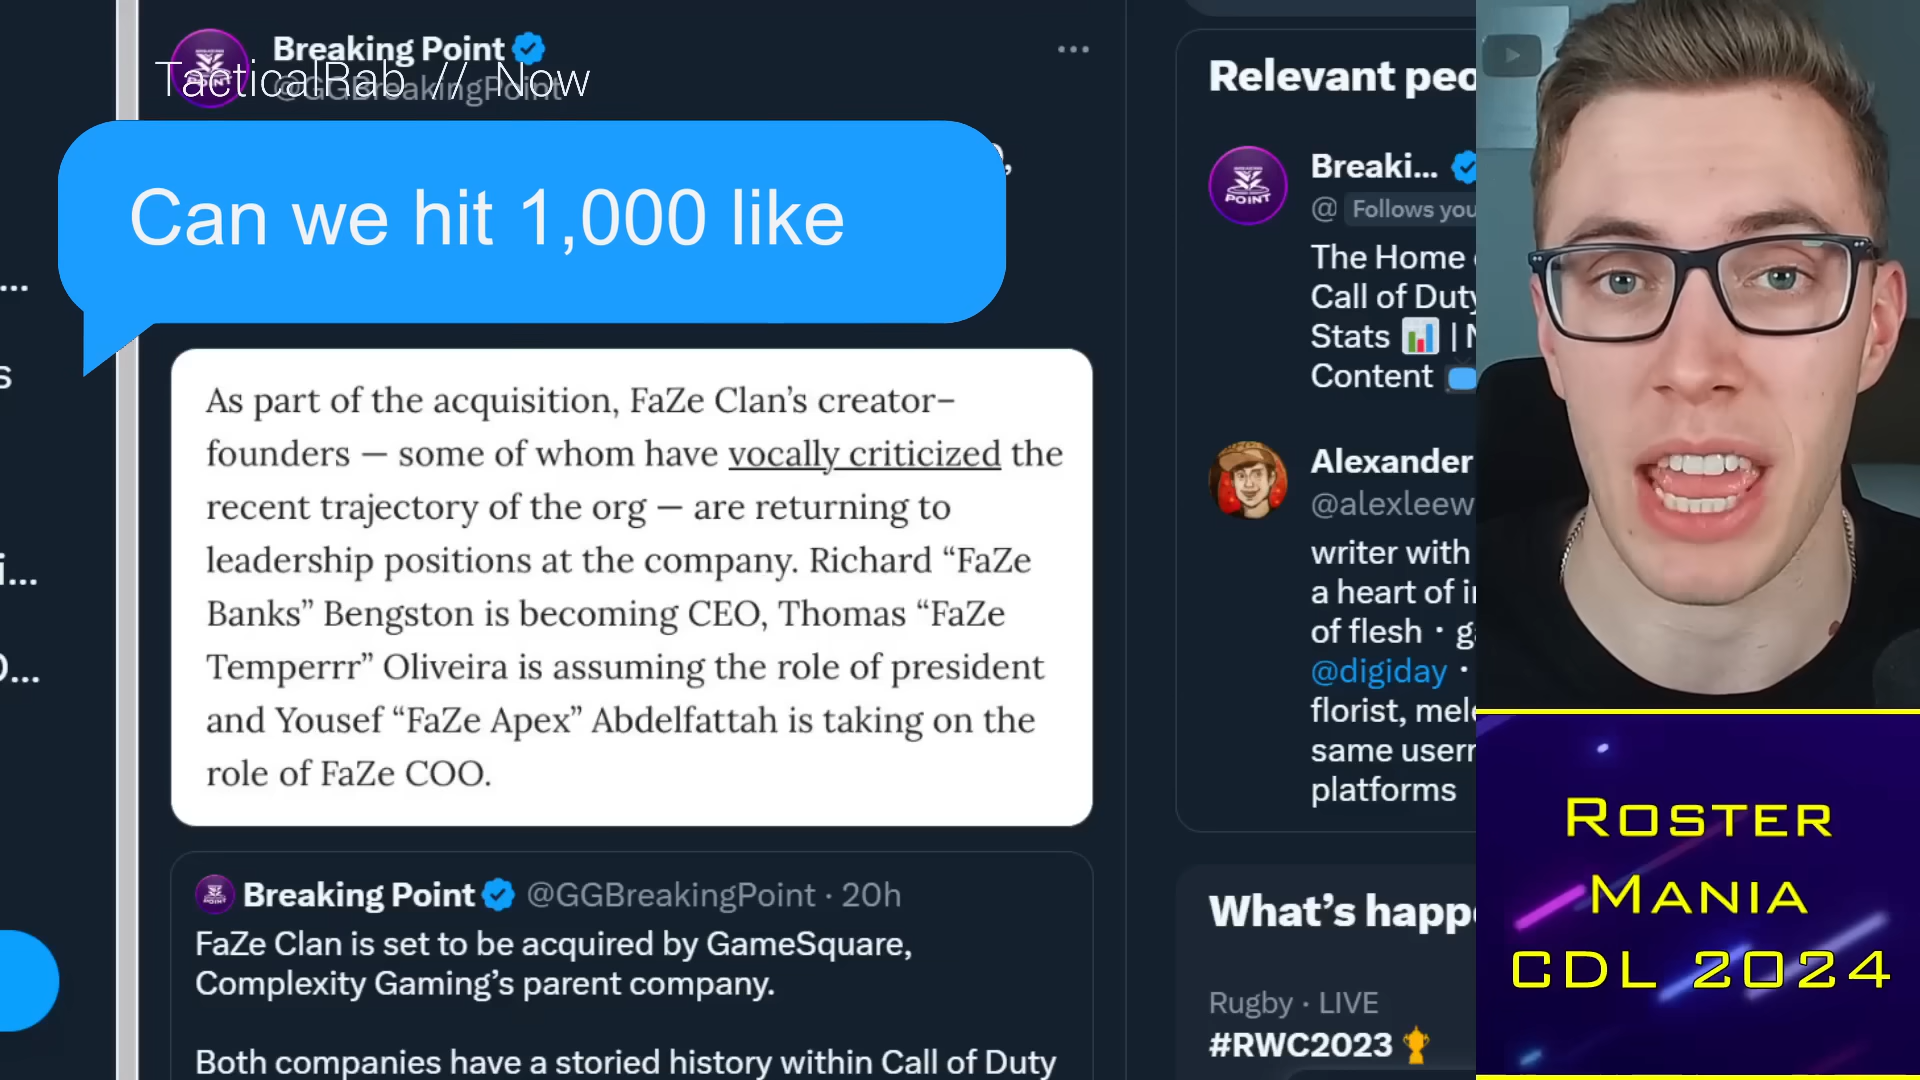 Breaking Point
@GGBreakingPoint
TacticalRab // Now
Can we hit 1,000 like
As part of the acquisition, FaZe Clan’s creator–
founders — some of whom have vocally criticized the
recent trajectory of the org — are returning to
leadership positions at the company. Richard “FaZe
Banks” Bengston is becoming CEO, Thomas “FaZe
Temperrr” Oliveira is assuming the role of president
and Yousef “FaZe Apex” Abdelfattah is taking on the
role of FaZe COO.
Breaking Point @GGBreakingPoint · 20h
FaZe Clan is set to be acquired by GameSquare,
Complexity Gaming’s parent company.
Both companies have a storied history within Call of Duty
Relevant peo
Breaki...
@ Follows you
The Home
Call of Duty
Stats 📊 |
Content
Alexander
@alexleew
writer with
a heart of i
of flesh · g
@digiday ·
florist, mel
same usern
platforms
What’s happe
Rugby · LIVE
#RWC2023
POINT
ROSTER
MANIA
CDL 2024